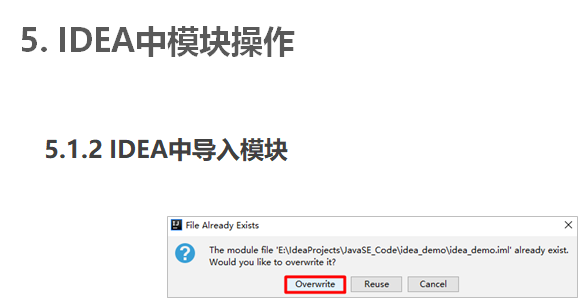 5. IDEA中模块操作
5.1.2 IDEA中导入模块
File Already Exists
The module file 'E:\IdeaProjects\JavaSE_Code\idea_demo\idea_demo.iml' already exist.
Would you like to overwrite it?
Overwrite Reuse Cancel